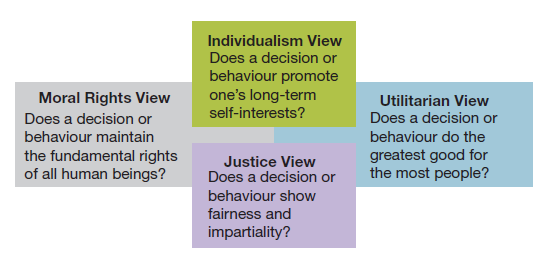 Individualism View
Does a decision or
behaviour promote
one's long-term
self-interests?
Moral Rights View
Does a decision or
behaviour maintain
the fundamental rights
of all human beings?
Utilitarian View
Does a decision or
behaviour do the
greatest good for
the most people?
Justice View
Does a decision or
behaviour show
fairness and
impartiality?